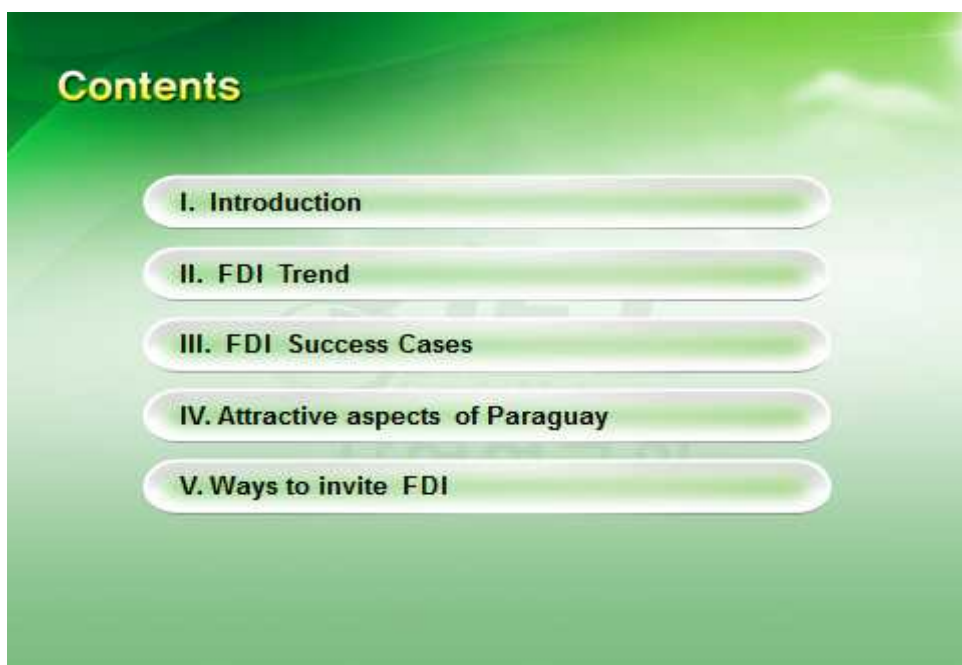 Contents
I. Introduction
II. FDI Trend
III. FDI Success Cases
IV. Attractive aspects of Paraguay
V. Ways to invite FDI